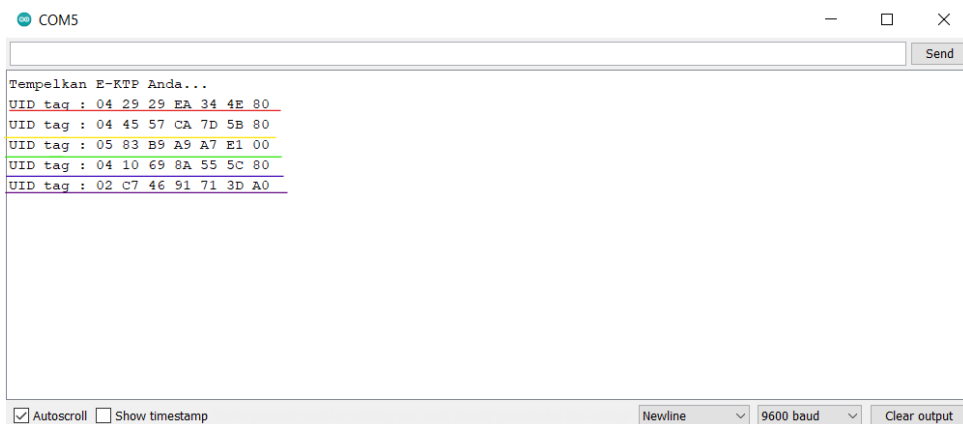 COM5
Send
Tempelkan E-KTP Anda...
UID tag : 04 29 29 EA 34 4E 80
UID tag : 04 45 57 CA 7D 5B 80
UID tag : 05 83 B9 A9 A7 E1 00
UID tag : 04 10 69 8A 55 5C 80
UID tag : 02 C7 46 91 71 3D A0
Autoscroll Show timestamp Newline 9600 baud Clear output